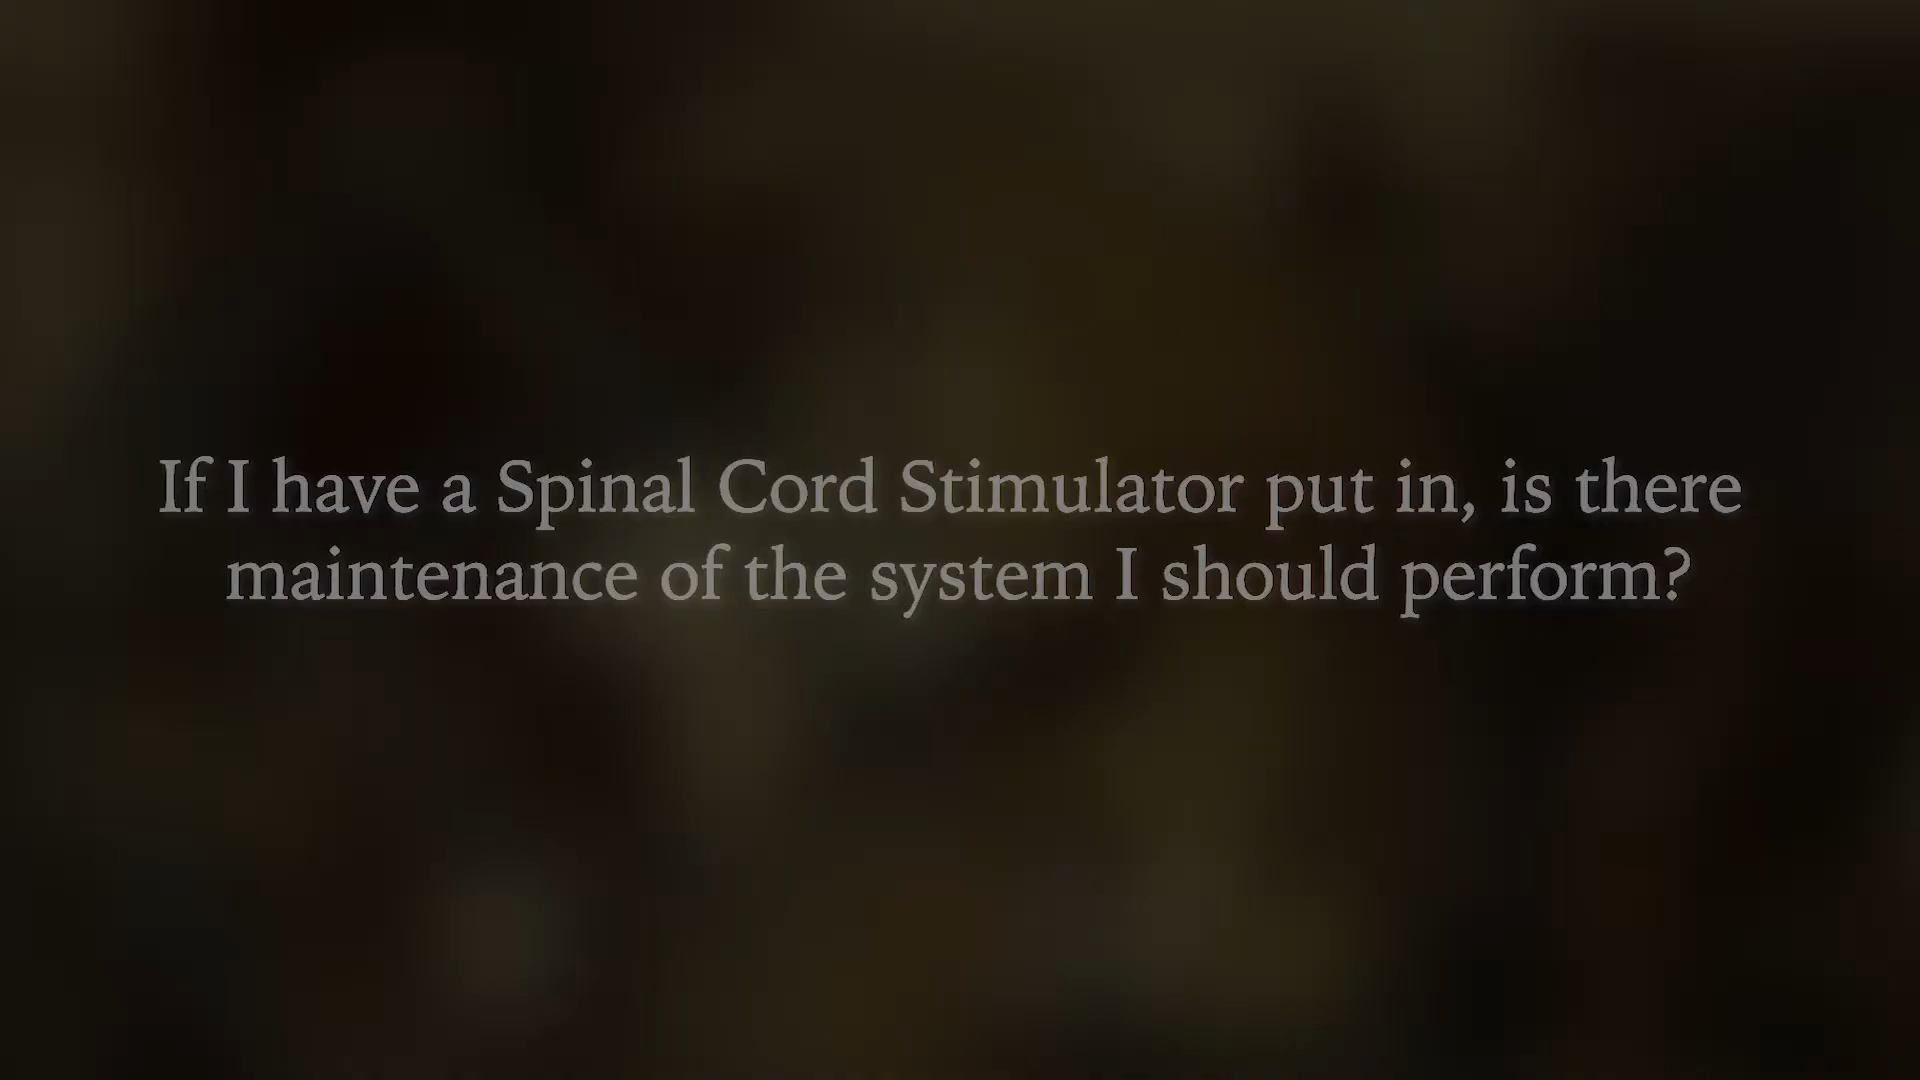 If I have a Spinal Cord Stimulator put in, is there
maintenance of the system I should perform?